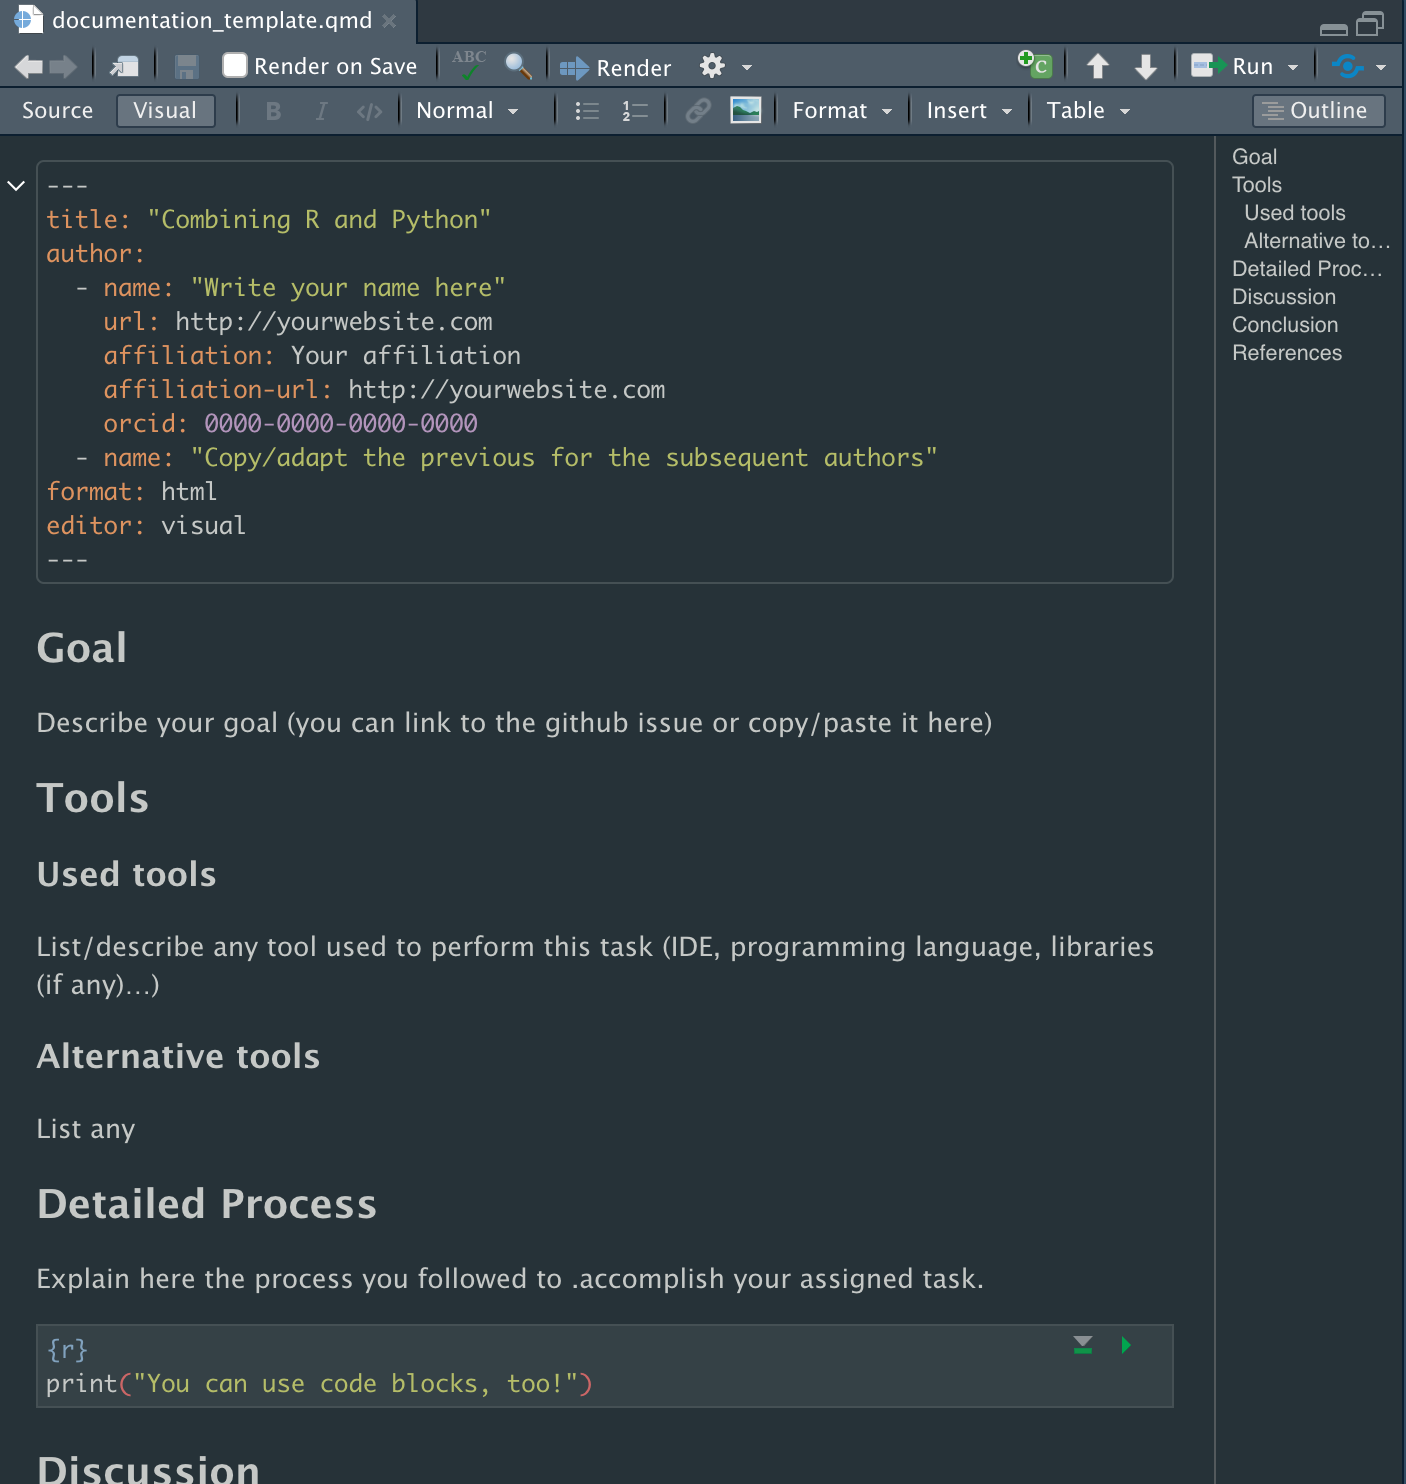 documentation_template.qmd
Render on Save
ABC
Render
C
Run
Source
Visual
B
I
</>
Normal
1
2
Format
Insert
Table
Outline
---
title: "Combining R and Python"
author:
- name: "Write your name here"
url: http://yourwebsite.com
affiliation: Your affiliation
affiliation-url: http://yourwebsite.com
orcid: 0000-0000-0000-0000
- name: "Copy/adapt the previous for the subsequent authors"
format: html
editor: visual
---
Goal
Describe your goal (you can link to the github issue or copy/paste it here)
Tools
Used tools
List/describe any tool used to perform this task (IDE, programming language, libraries
(if any)...)
Alternative tools
List any
Detailed Process
Explain here the process you followed to .accomplish your assigned task.
{r}
print("You can use code blocks, too!")
Discussion
Goal
Tools
Used tools
Alternative to...
Detailed Proc...
Discussion
Conclusion
References